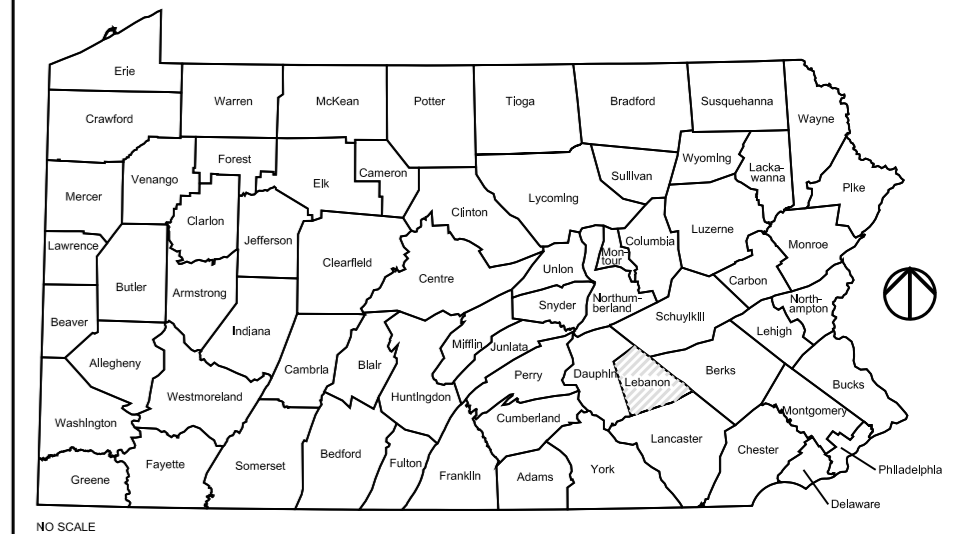 Erie
Warren
McKean
Potter
Tioga
Bradford
Susquehanna
Wayne
Crawford
Forest
Venango
Elk
Cameron
Sullivan
Wyoming
Lacka-
wanna
Pike
Mercer
Clarion
Lycoming
Clinton
Jefferson
Luzerne
Lawrence
Columbia
Monroe
Mon-
tour
Clearfield
Centre
Union
Carbon
Butler
Armstrong
Northum-
berland
North-
ampton
Snyder
Schuylkill
Beaver
Indiana
Lehigh
Mifflin
Juniata
Allegheny
Cambria
Blair
Perry
Dauphin
Lebanon
Berks
Bucks
Westmoreland
Huntingdon
Montgomery
Washington
Cumberland
Lancaster
Chester
Bedford
Fayette
Somerset
Fulton
Franklin
Adams
York
Greene
Philadelphia
Delaware
NO SCALE